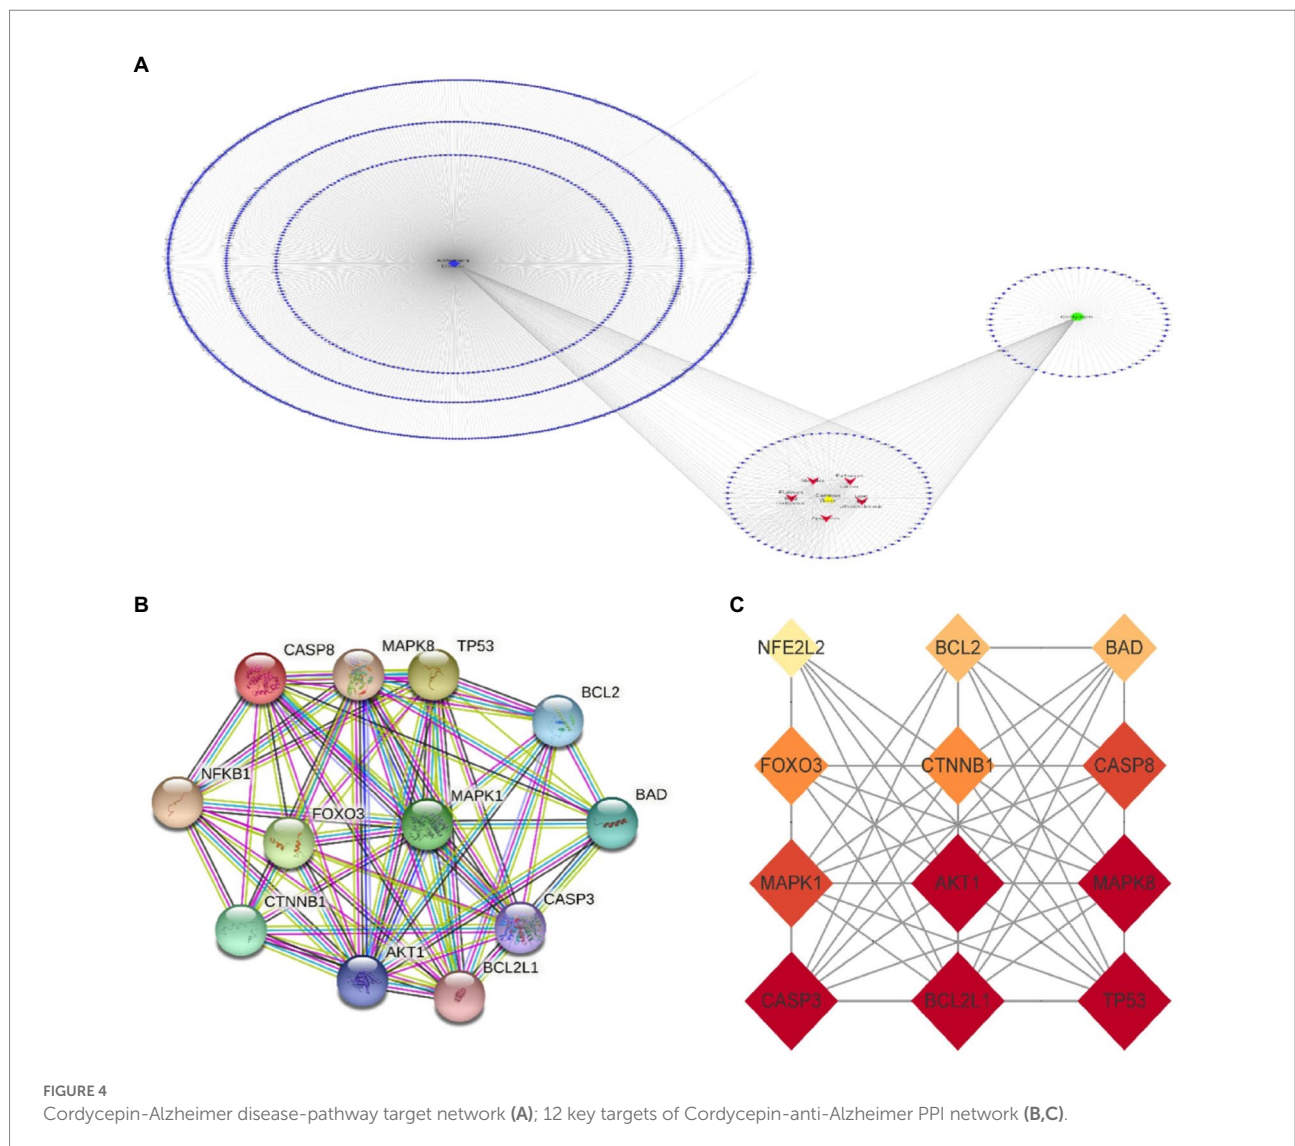 A
B
C
CASP8
MAPK8
TP53
BCL2
NFKB1
MAPK1
BAD
FOXO3
CTNNB1
CASP3
AKT1
BCL2L1
NFE2L2
BCL2
BAD
FOXO3
CTNNB1
CASP8
MAPK1
AKT1
MAPK8
CASP3
BCL2L1
TP53
FIGURE 4
Cordycepin-Alzheimer disease-pathway target network (A); 12 key targets of Cordycepin-anti-Alzheimer PPI network (B,C).